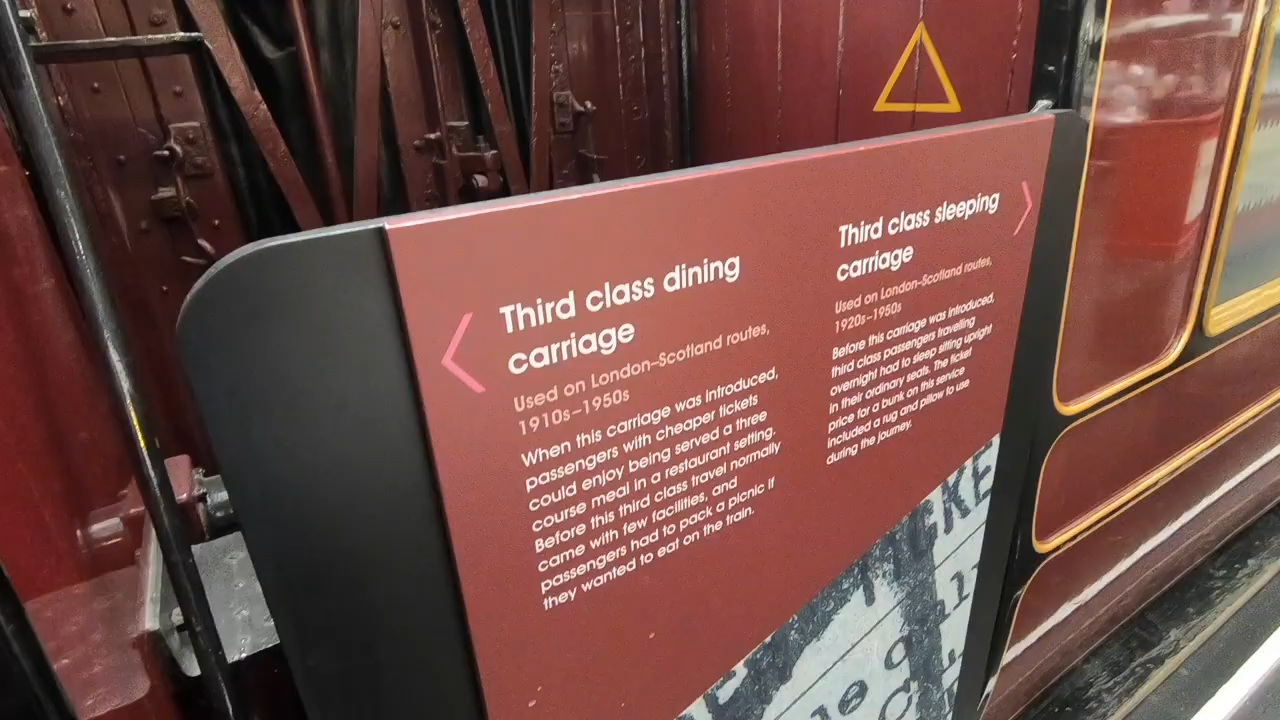 Third class dining
carriage
Used on London–Scotland routes,
1910s–1950s
When this carriage was introduced,
passengers with cheaper tickets
could enjoy being served a three
course meal in a restaurant setting.
Before this third class travel normally
came with few facilities, and
passengers had to pack a picnic if
they wanted to eat on the train.
Third class sleeping
carriage
Used on London–Scotland routes,
1920s–1950s
Before this carriage was introduced,
third class passengers travelling
overnight had to sleep sitting upright
in their ordinary seats. The ticket
price for a bunk on this service
included a rug and pillow to use
during the journey.